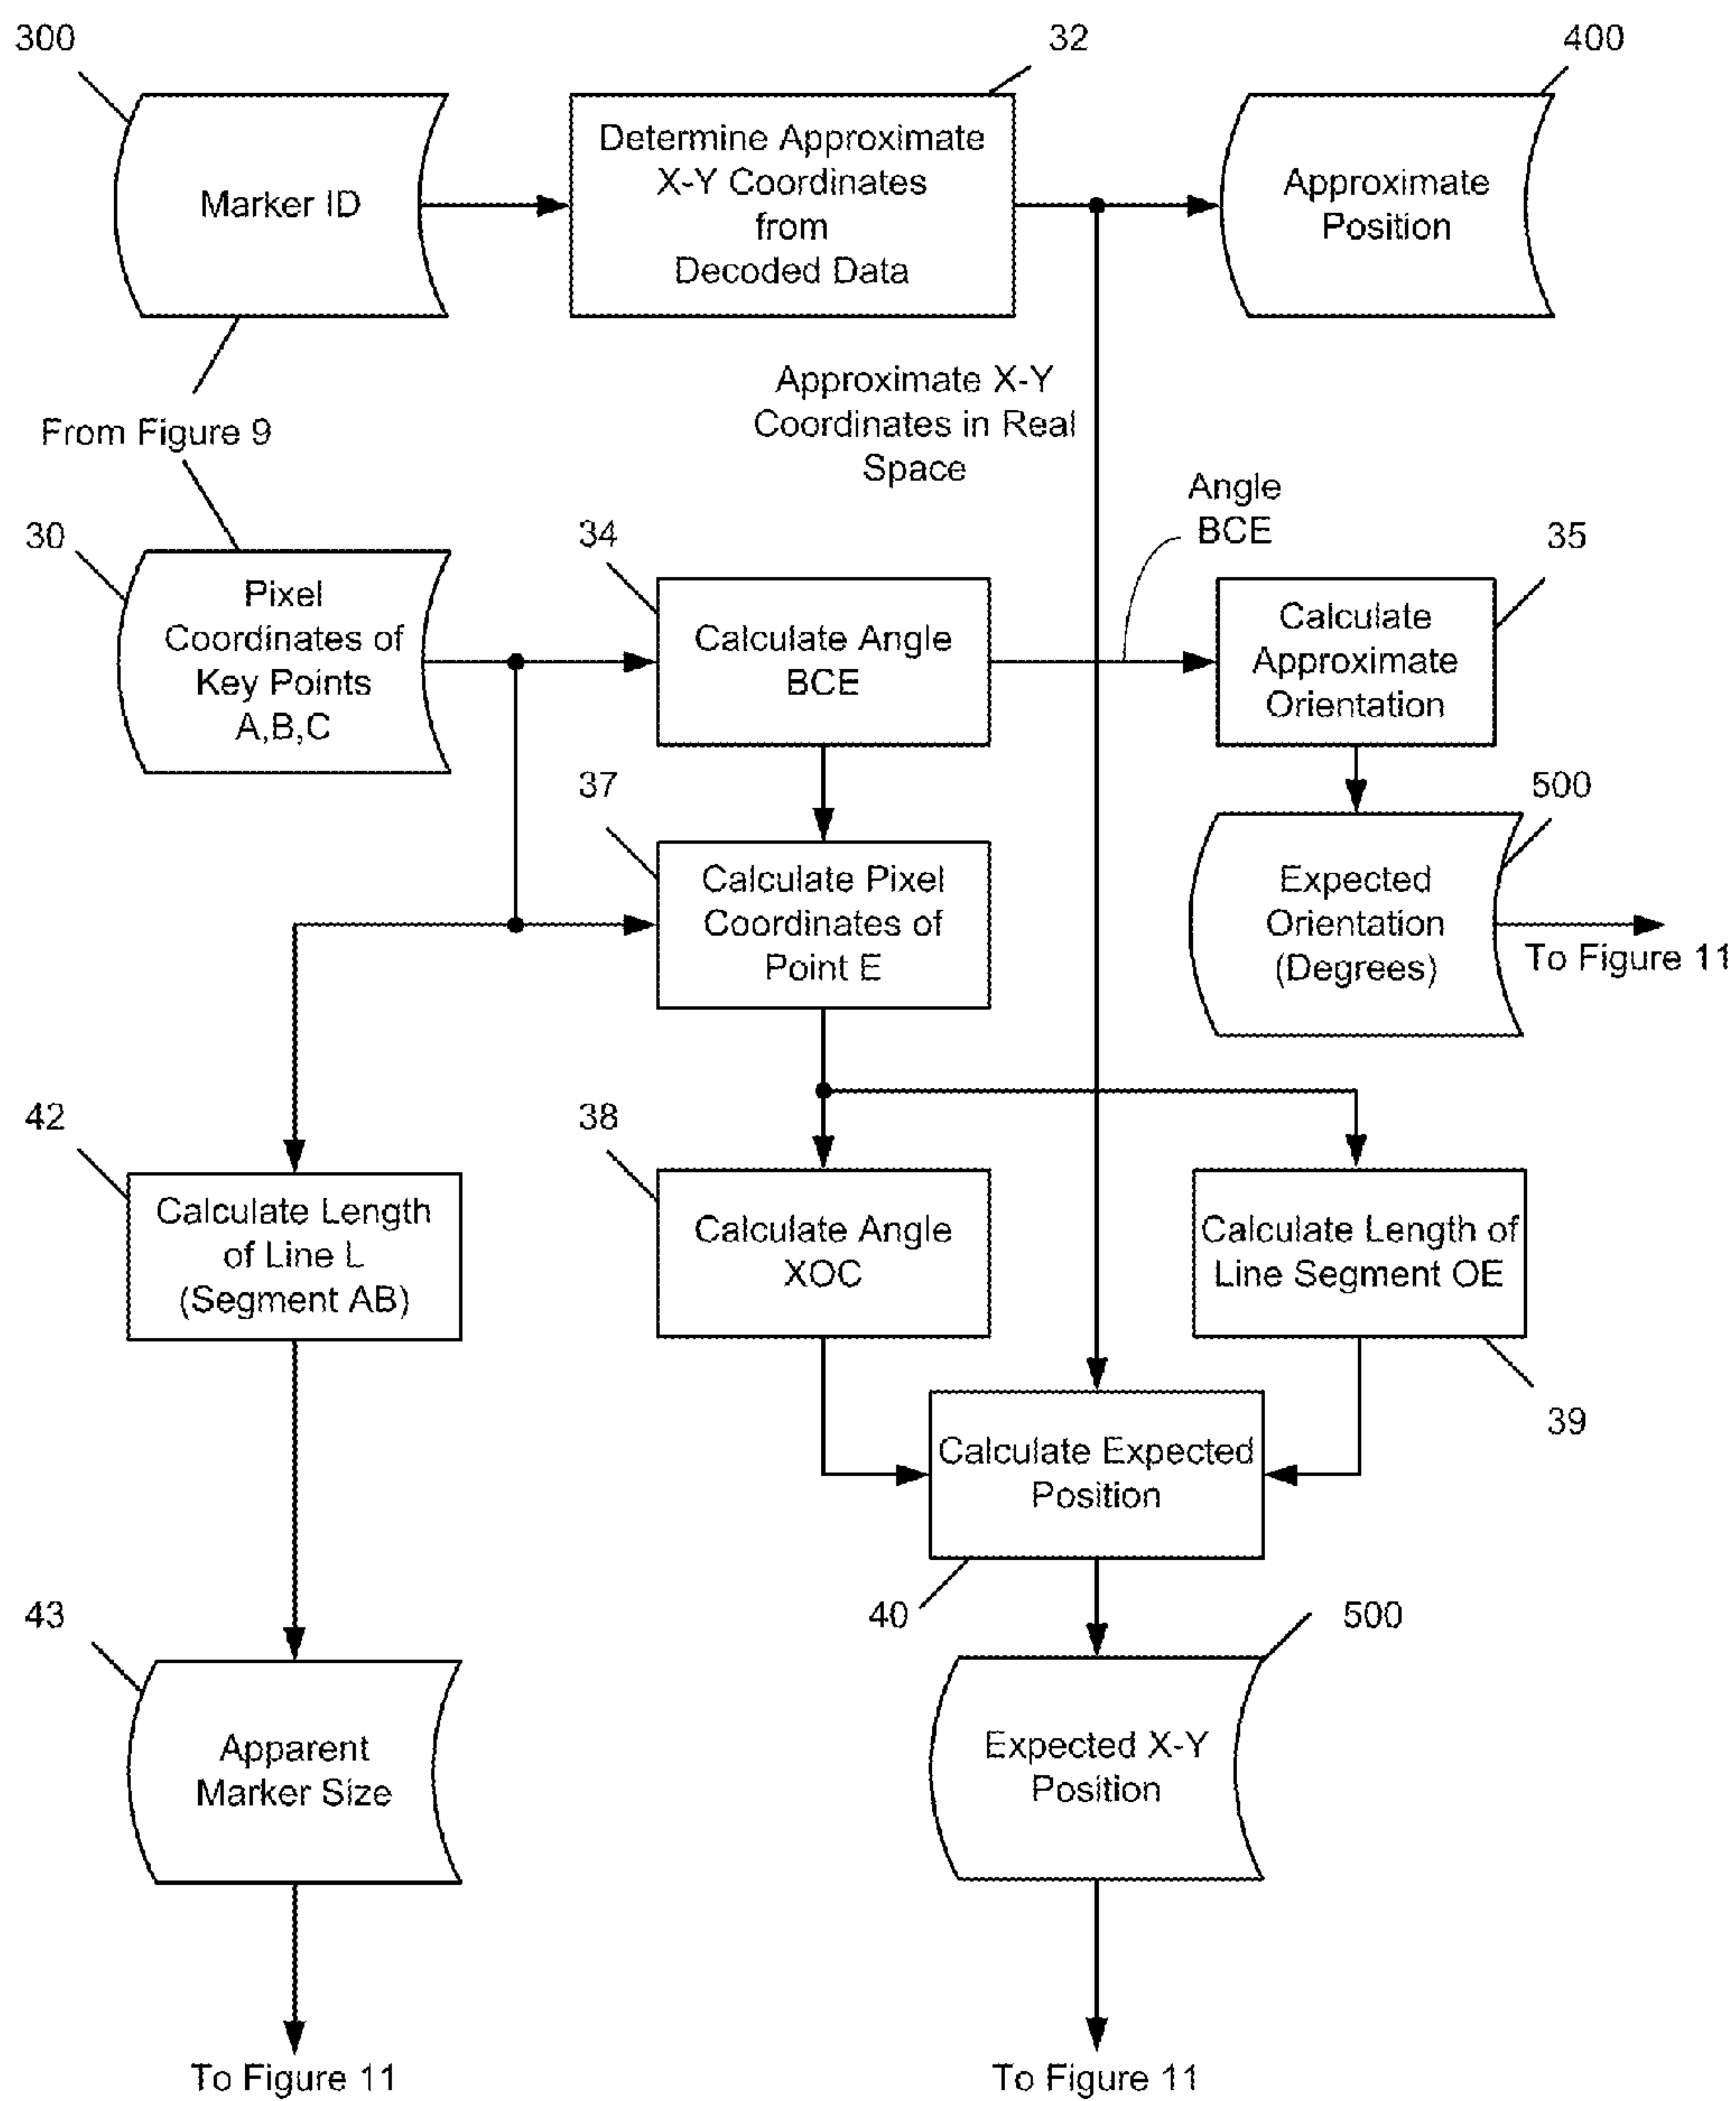 300
32
400
Marker ID
Determine Approximate
X-Y Coordinates
from
Decoded Data
Approximate
Position
Approximate X-Y
Coordinates in Real
Space
From Figure 9
Angle
BCE
30
34
35
Pixel
Coordinates of
Key Points
A,B,C
Calculate Angle
BCE
Calculate
Approximate
Orientation
37
500
Calculate Pixel
Coordinates of
Point E
Expected
Orientation
(Degrees)
To Figure 11
42
38
Calculate Length
of Line L
(Segment AB)
Calculate Angle
XOC
Calculate Length of
Line Segment OE
39
Calculate Expected
Position
43
40
500
Apparent
Marker Size
Expected X-Y
Position
To Figure 11
To Figure 11